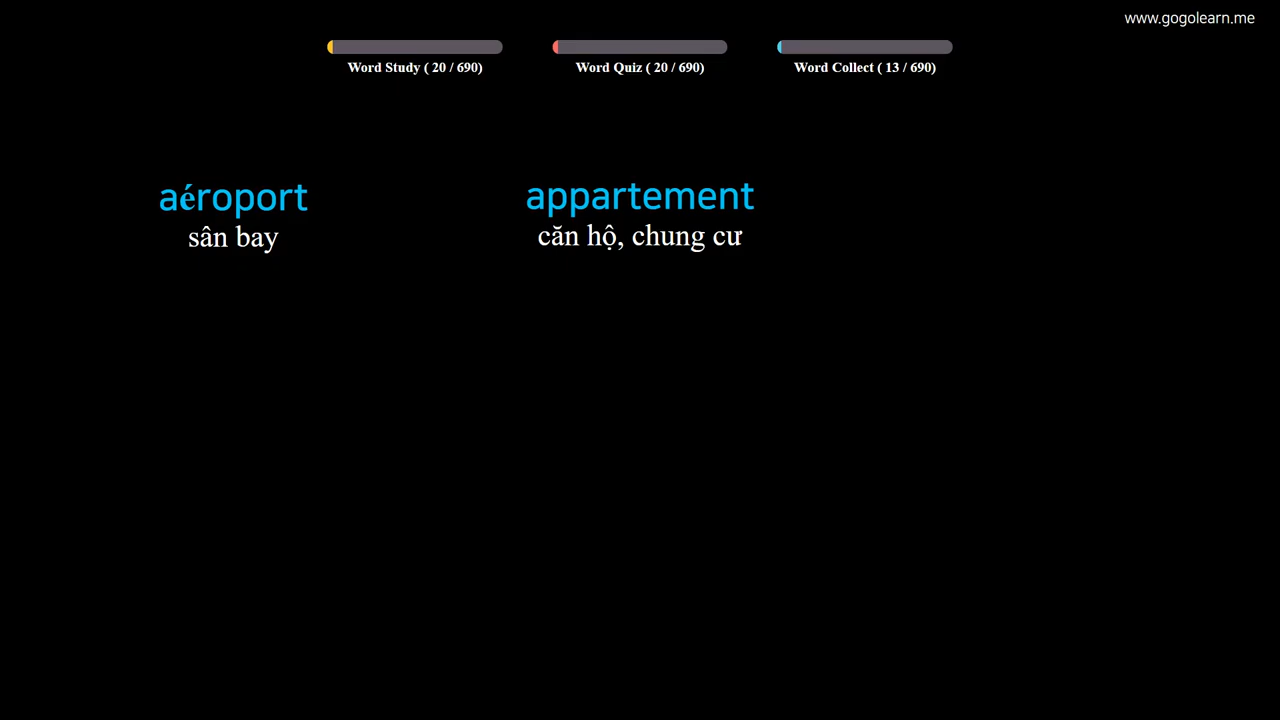 www.gogolearn.me
Word Study ( 20 / 690)
Word Quiz ( 20 / 690)
Word Collect ( 13 / 690)
aéroport
sân bay
appartement
căn hộ, chung cư